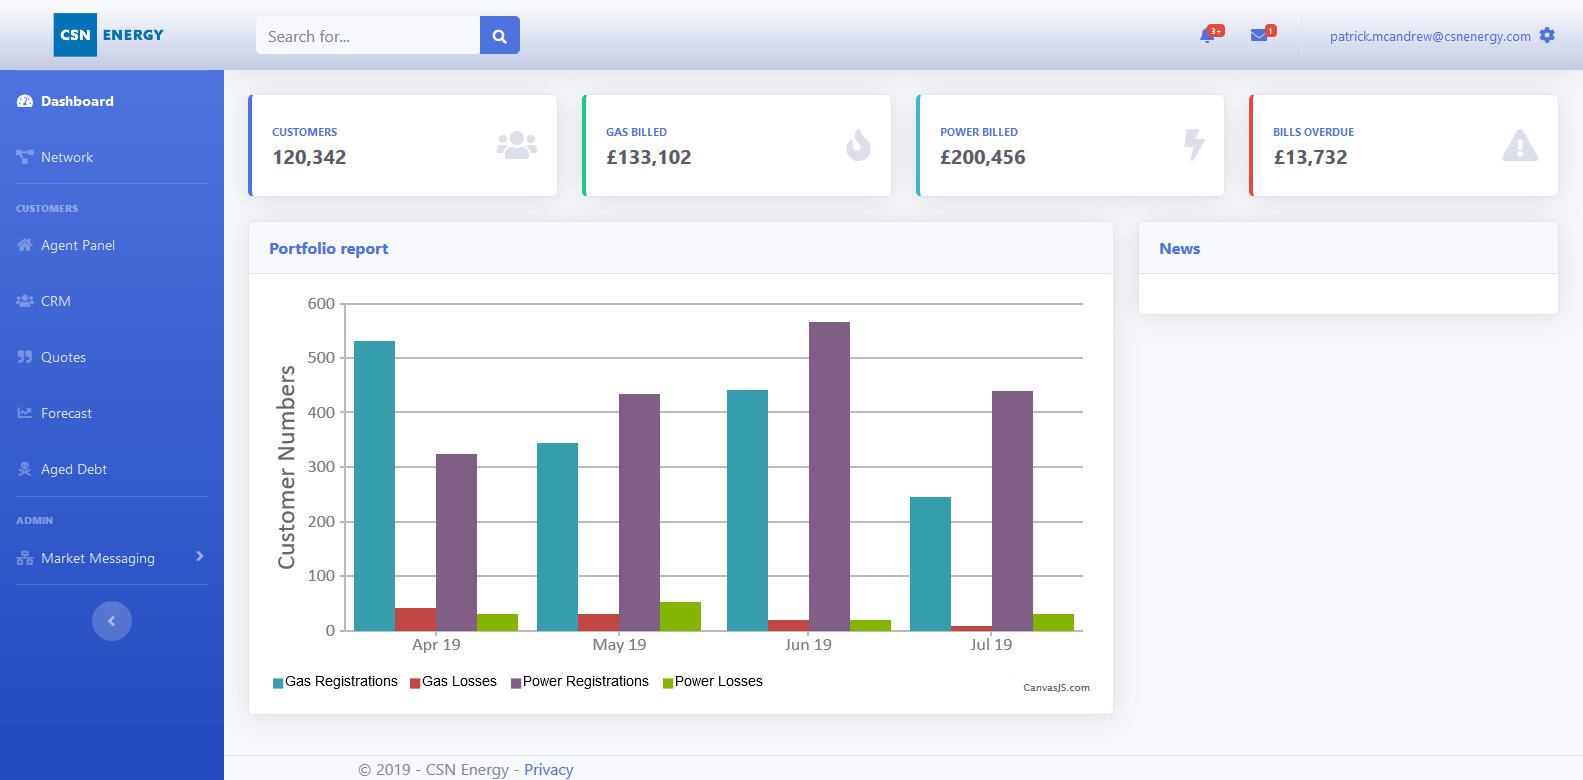 CSN ENERGY
Search for...
3+
1
patrick.mcandrew@csnenergy.com
Dashboard
Network
CUSTOMERS
Agent Panel
CRM
Quotes
Forecast
Aged Debt
ADMIN
Market Messaging
CUSTOMERS
120,342
GAS BILLED
£133,102
POWER BILLED
£200,456
BILLS OVERDUE
£13,732
Portfolio report
Customer Numbers
600
500
400
300
200
100
0
Apr 19 May 19 Jun 19 Jul 19
Gas Registrations Gas Losses Power Registrations Power Losses
CanvasJS.com
News
© 2019 - CSN Energy - Privacy